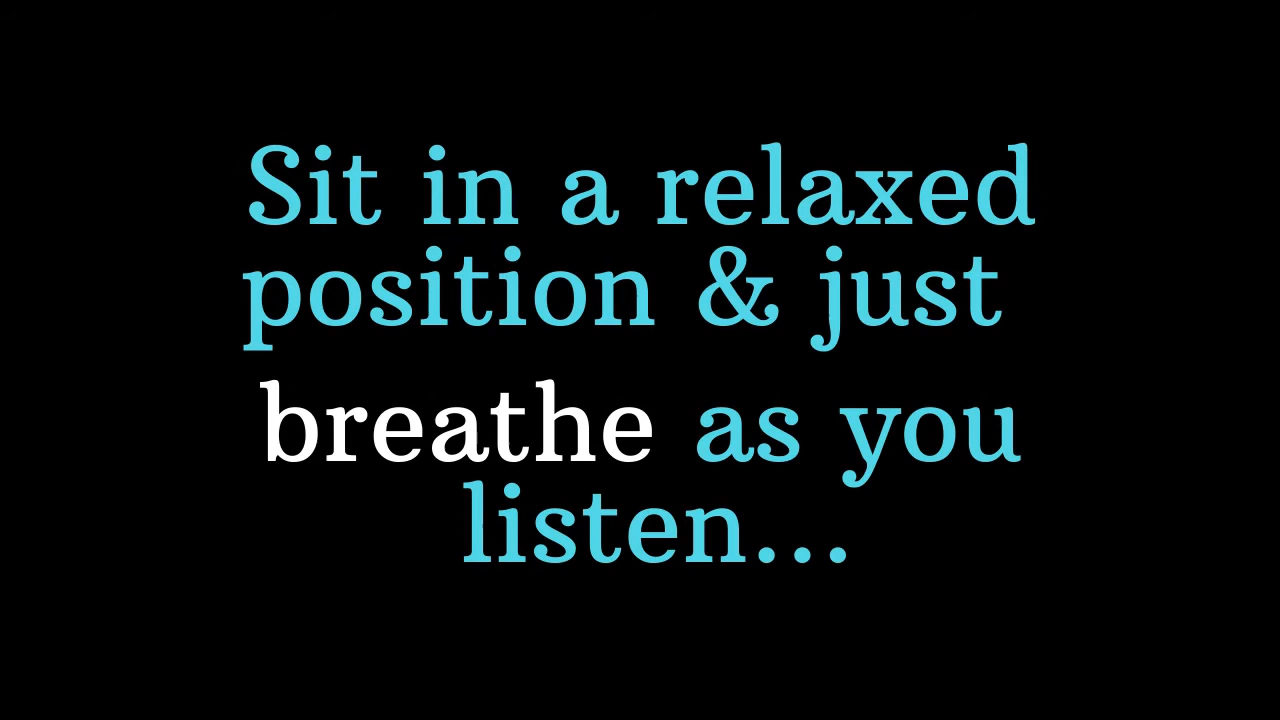 Sit in a relaxed
position & just
breathe as you
listen...